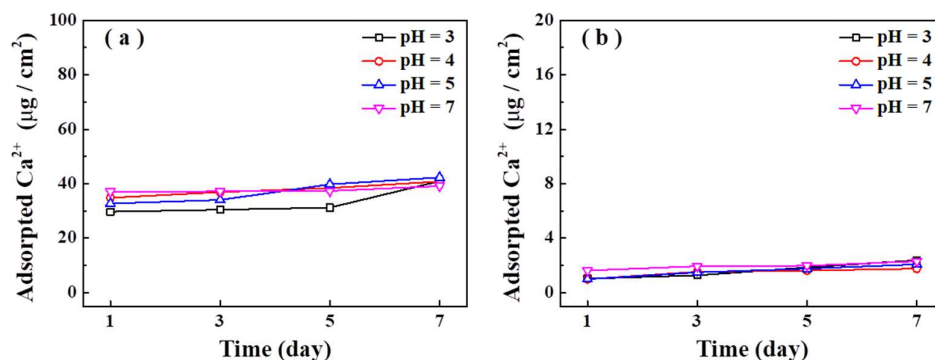 ( a )
pH = 3
pH = 4
pH = 5
pH = 7
100
80
60
40
20
0
1
3
5
7
Adsorpted Ca²⁺ (μg / cm²)
Time (day)
( b )
pH = 3
pH = 4
pH = 5
pH = 7
20
16
12
8
4
2
0
1
3
5
7
Adsorpted Ca²⁺ (μg / cm²)
Time (day)